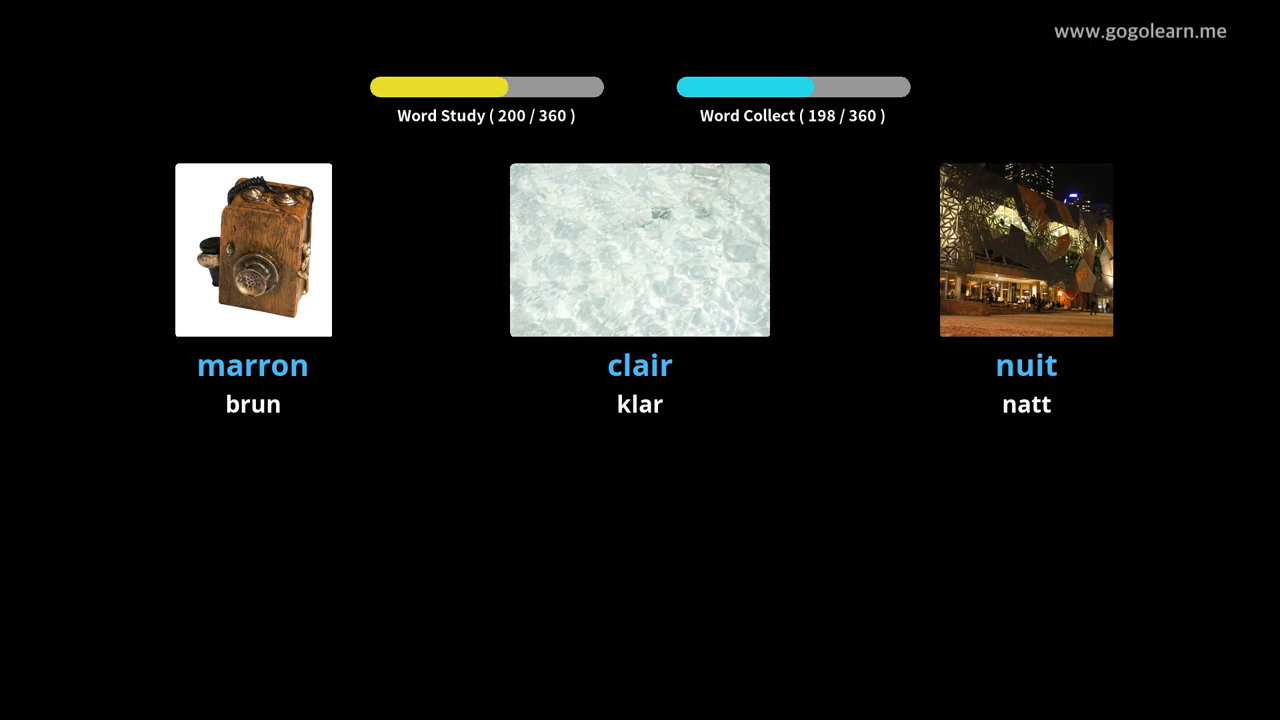 www.gogolearn.me
Word Study ( 200 / 360 )
Word Collect ( 198 / 360 )
marron
clair
nuit
brun
klar
natt